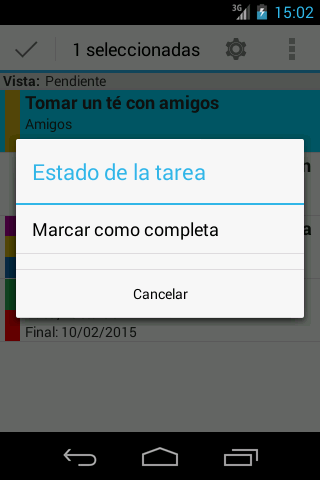 3G 15:02
1 seleccionadas
Vista: Pendiente
Tomar un té con amigos
Amigos
Estado de la tarea
Marcar como completa
Cancelar
Final: 10/02/2015